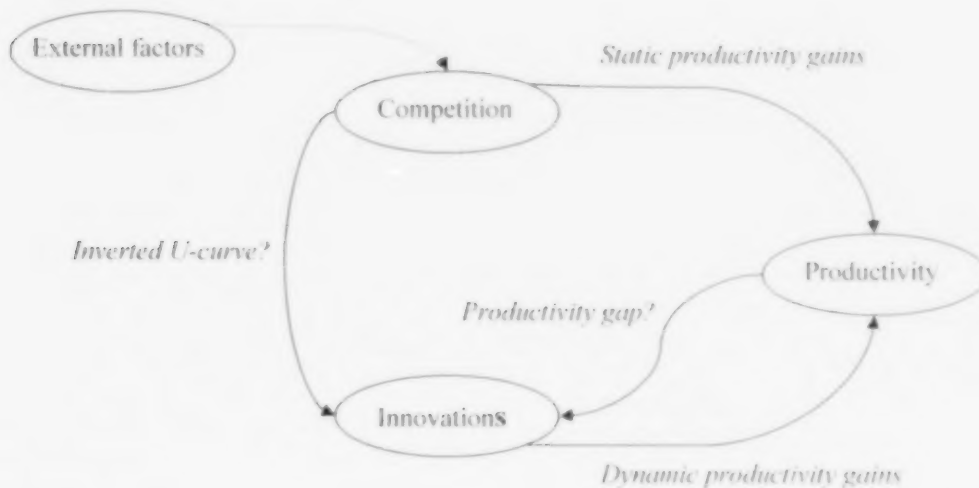 External factors
Static productivity gains
Competition
Inverted U-curve?
Productivity
Productivity gap?
Innovations
Dynamic productivity gains